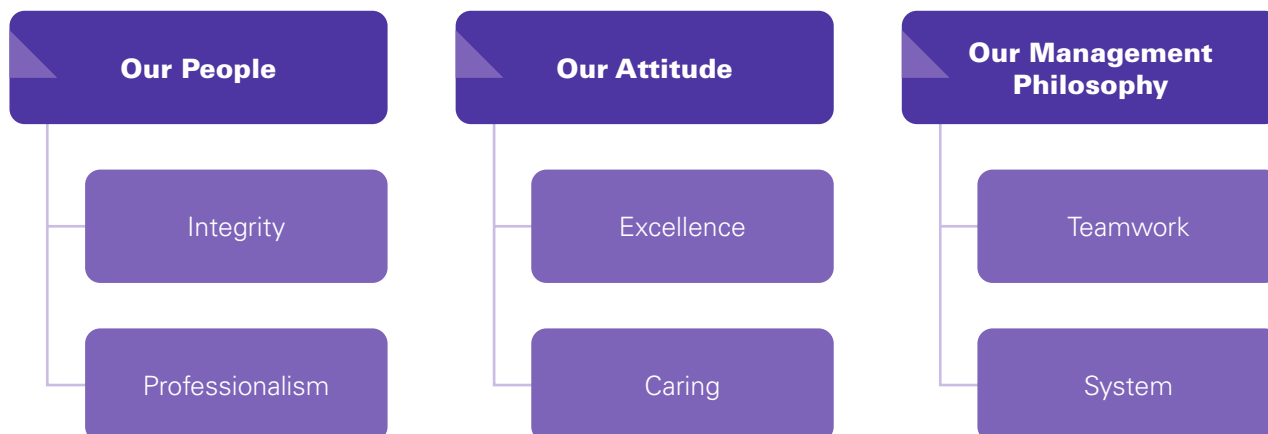 Our People
Integrity
Professionalism
Our Attitude
Excellence
Caring
Our Management
Philosophy
Teamwork
System